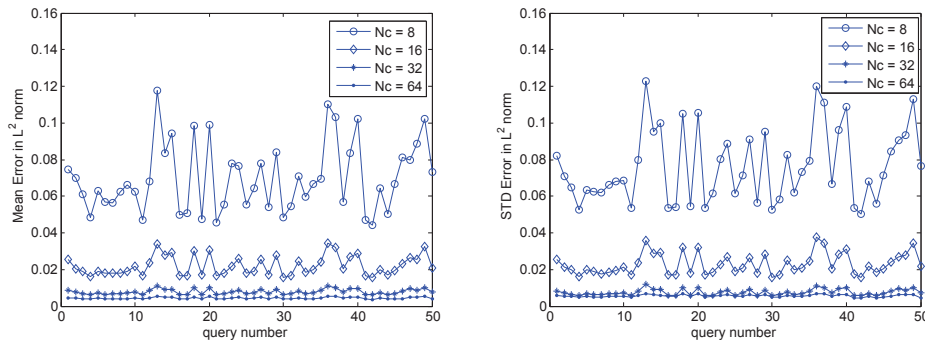 0.16
0.14
0.12
0.1
0.08
0.06
0.04
0.02
0
Mean Error in L² norm
0 10 20 30 40 50
query number
Nc = 8
Nc = 16
Nc = 32
Nc = 64
0.16
0.14
0.12
0.1
0.08
0.06
0.04
0.02
0
STD Error in L² norm
0 10 20 30 40 50
query number
Nc = 8
Nc = 16
Nc = 32
Nc = 64